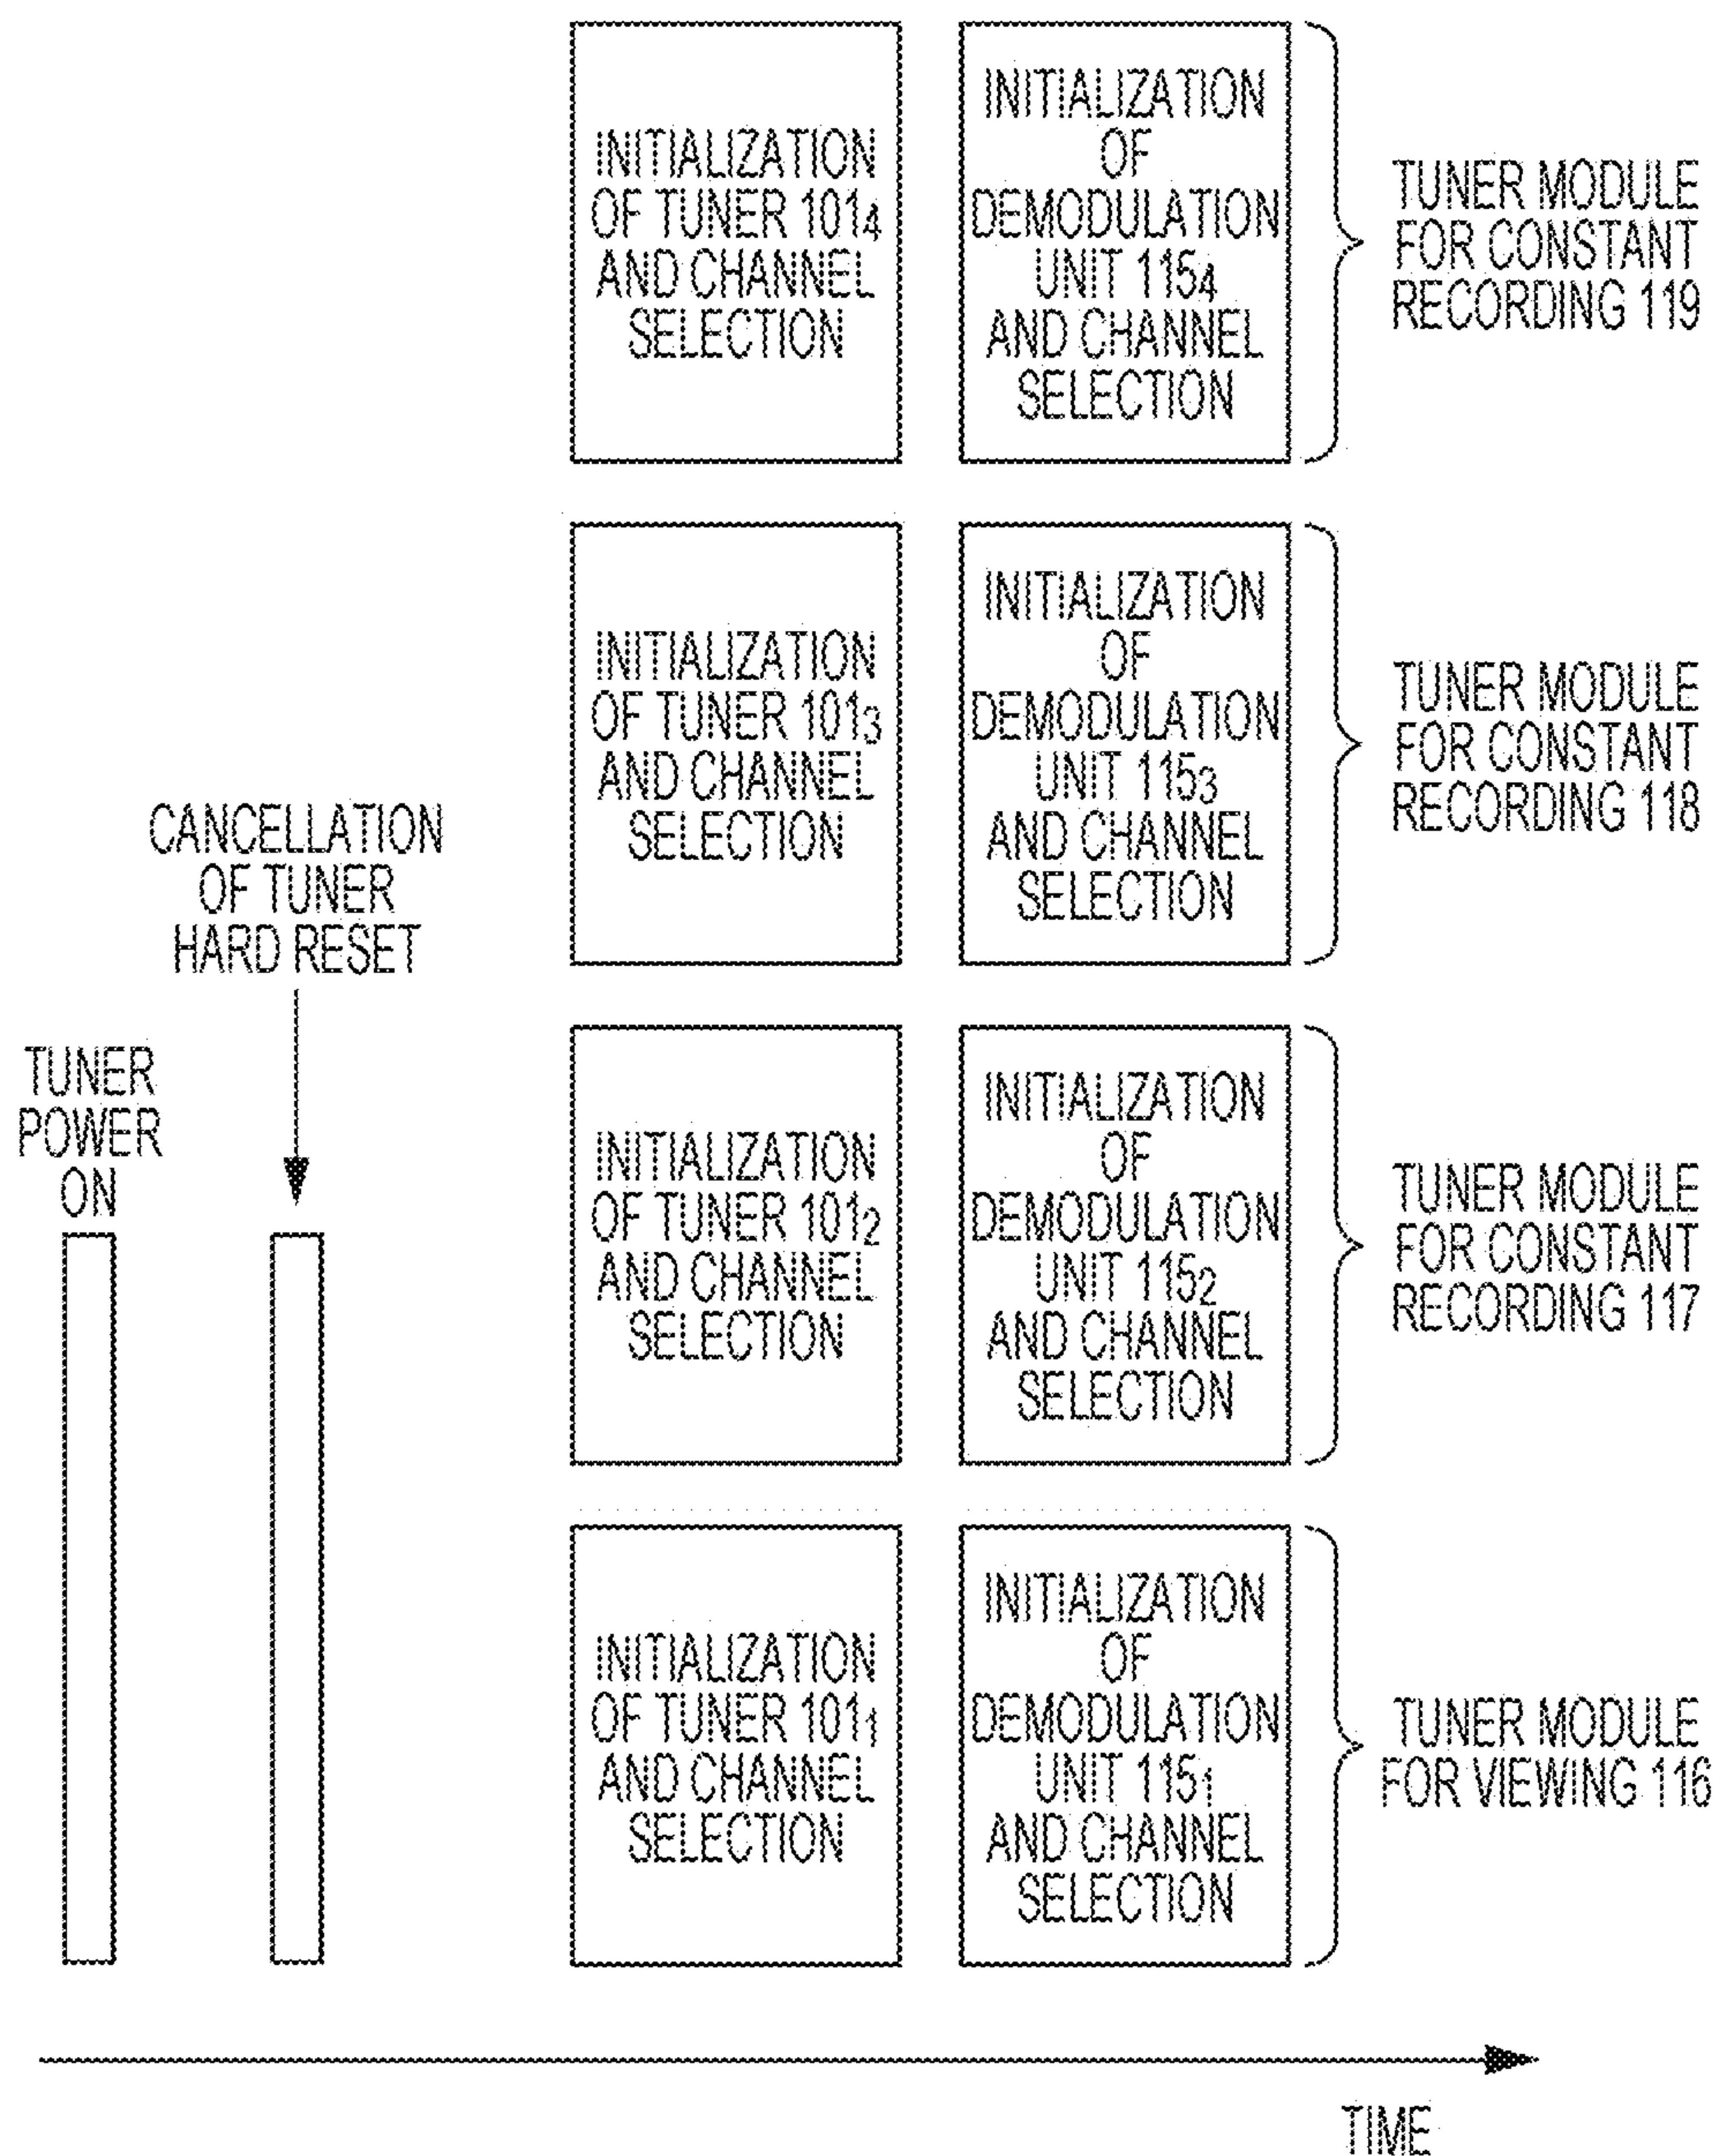 INITIALIZATION
OF TUNER 101₄
AND CHANNEL
SELECTION
INITIALIZATION
OF
DEMODULATION
UNIT 115₄
AND CHANNEL
SELECTION
TUNER MODULE
FOR CONSTANT
RECORDING 119
INITIALIZATION
OF TUNER 101₃
AND CHANNEL
SELECTION
INITIALIZATION
OF
DEMODULATION
UNIT 115₃
AND CHANNEL
SELECTION
TUNER MODULE
FOR CONSTANT
RECORDING 118
CANCELLATION
OF TUNER
HARD RESET
TUNER
POWER
ON
INITIALIZATION
OF TUNER 101₂
AND CHANNEL
SELECTION
INITIALIZATION
OF
DEMODULATION
UNIT 115₂
AND CHANNEL
SELECTION
TUNER MODULE
FOR CONSTANT
RECORDING 117
INITIALIZATION
OF TUNER 101₁
AND CHANNEL
SELECTION
INITIALIZATION
OF
DEMODULATION
UNIT 115₁
AND CHANNEL
SELECTION
TUNER MODULE
FOR VIEWING 116
TIME